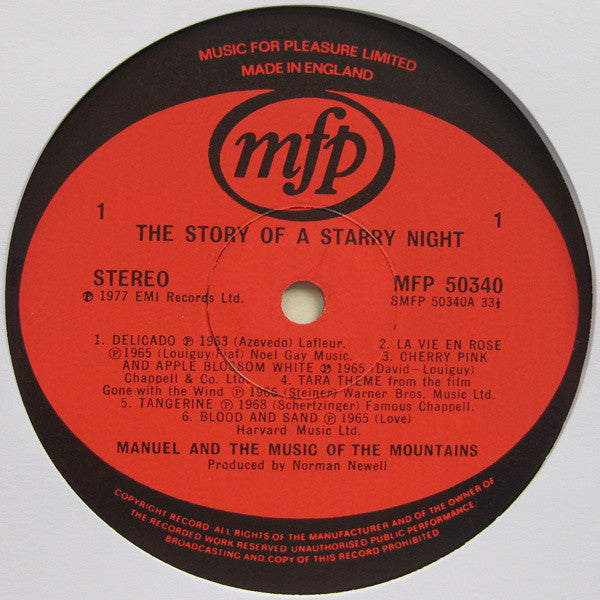 MUSIC FOR PLEASURE LIMITED
MADE IN ENGLAND
mfp
1
1
THE STORY OF A STARRY NIGHT
STEREO
℗ 1977 EMI Records Ltd.
MFP 50340
SMFP 50340A 33⅓
1. DELICADO ℗ 1963 (Azevedo) Lafleur. 2. LA VIE EN ROSE
℗1965 (Louiguy/Piaf) Noel Gay Music. 3. CHERRY PINK
AND APPLE BLOSSOM WHITE ℗ 1965 (David-Louiguy)
Chappell & Co. Ltd. 4. TARA THEME from the film
Gone with the Wind ℗ 1965 (Steiner) Warner Bros. Music Ltd.
5. TANGERINE ℗ 1968 (Schertzinger) Famous Chappell.
6. BLOOD AND SAND ℗ 1965 (Love)
Harvard Music Ltd.
MANUEL AND THE MUSIC OF THE MOUNTAINS
Produced by Norman Newell
COPYRIGHT RECORD ALL RIGHTS OF THE MANUFACTURER AND OF THE OWNER OF
THE RECORDED WORK RESERVED UNAUTHORISED PUBLIC PERFORMANCE,
BROADCASTING AND COPY OF THIS RECORD PROHIBITED